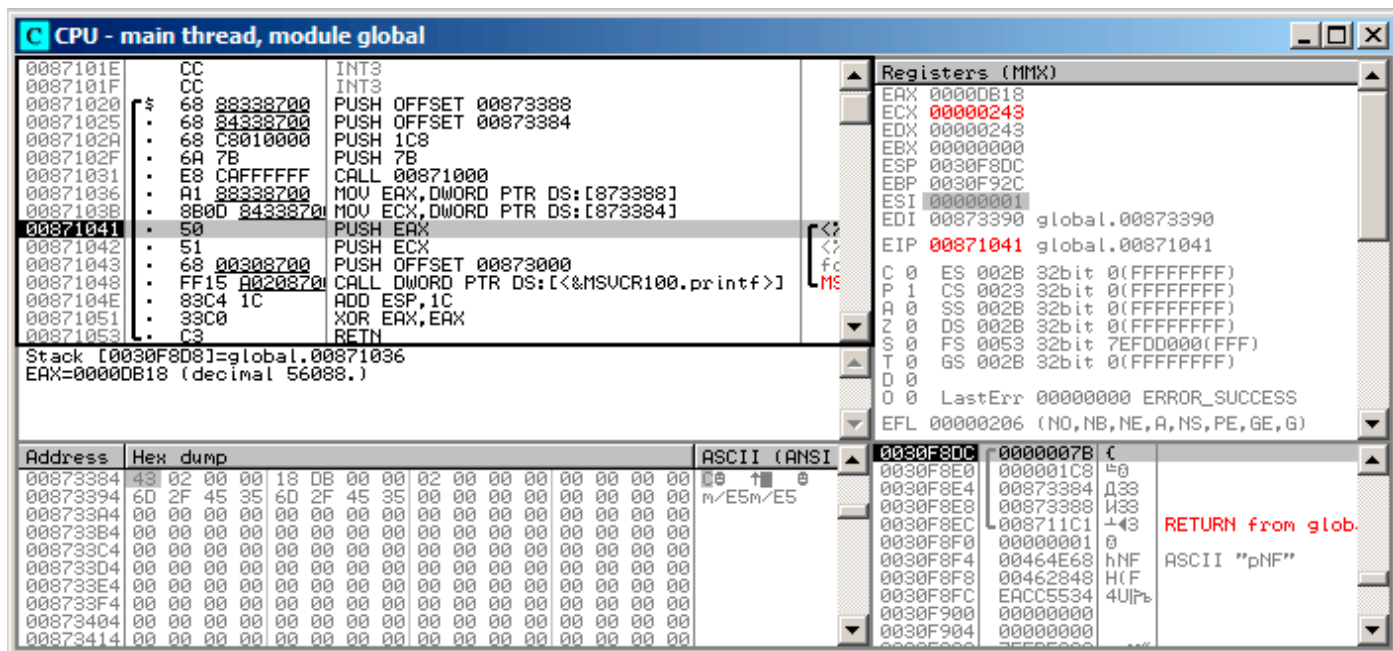 C CPU - main thread, module global
0087101E CC INT3
0087101F CC INT3
00871020 $ 68 88338700 PUSH OFFSET 00873388
00871025 . 68 84338700 PUSH OFFSET 00873384
0087102A . 68 C8010000 PUSH 1C8
0087102F . 6A 7B PUSH 7B
00871031 . E8 CAFFFFFF CALL 00871000
00871036 . A1 88338700 MOV EAX,DWORD PTR DS:[873388]
0087103B . 8B0D 8433870 MOV ECX,DWORD PTR DS:[873384]
00871041 . 50 PUSH EAX <%
00871042 . 51 PUSH ECX <%
00871043 . 68 00308700 PUSH OFFSET 00873000 fo
00871048 . FF15 A020870 CALL DWORD PTR DS:[<&MSVCR100.printf>] MS
0087104E . 83C4 1C ADD ESP,1C
00871051 . 33C0 XOR EAX,EAX
00871053 . C3 RETN
Stack [0030F8D8]=global.00871036
EAX=0000DB18 (decimal 56088.)
Registers (MMX)
EAX 0000DB18
ECX 00000243
EDX 00000243
EBX 00000000
ESP 0030F8DC
EBP 0030F92C
ESI 00000001
EDI 00873390 global.00873390
EIP 00871041 global.00871041
C 0 ES 002B 32bit 0(FFFFFFFF)
P 1 CS 0023 32bit 0(FFFFFFFF)
A 0 SS 002B 32bit 0(FFFFFFFF)
Z 0 DS 002B 32bit 0(FFFFFFFF)
S 0 FS 0053 32bit 7EFDD000(FFF)
T 0 GS 002B 32bit 0(FFFFFFFF)
D 0
O 0 LastErr 00000000 ERROR_SUCCESS
EFL 00000206 (NO,NB,NE,A,NS,PE,GE,G)
Address Hex dump ASCII (ANSI
00873384 43 02 00 00 18 DB 00 00 02 00 00 00 00 00 00 00
00873394 6D 2F 45 35 6D 2F 45 35 00 00 00 00 00 00 00 00 m/E5m/E5
008733A4 00 00 00 00 00 00 00 00 00 00 00 00 00 00 00 00
008733B4 00 00 00 00 00 00 00 00 00 00 00 00 00 00 00 00
008733C4 00 00 00 00 00 00 00 00 00 00 00 00 00 00 00 00
008733D4 00 00 00 00 00 00 00 00 00 00 00 00 00 00 00 00
008733E4 00 00 00 00 00 00 00 00 00 00 00 00 00 00 00 00
008733F4 00 00 00 00 00 00 00 00 00 00 00 00 00 00 00 00
00873404 00 00 00 00 00 00 00 00 00 00 00 00 00 00 00 00
00873414 00 00 00 00 00 00 00 00 00 00 00 00 00 00 00 00
0030F8DC 0000007B {
0030F8E0 000001C8
0030F8E4 00873384 Д33
0030F8E8 00873388 И33
0030F8EC 008711C1 RETURN from glob
0030F8F0 00000001
0030F8F4 00464E68 hNF ASCII "pNF"
0030F8F8 00462848 H(F
0030F8FC EACC5534
0030F900 00000000
0030F904 00000000